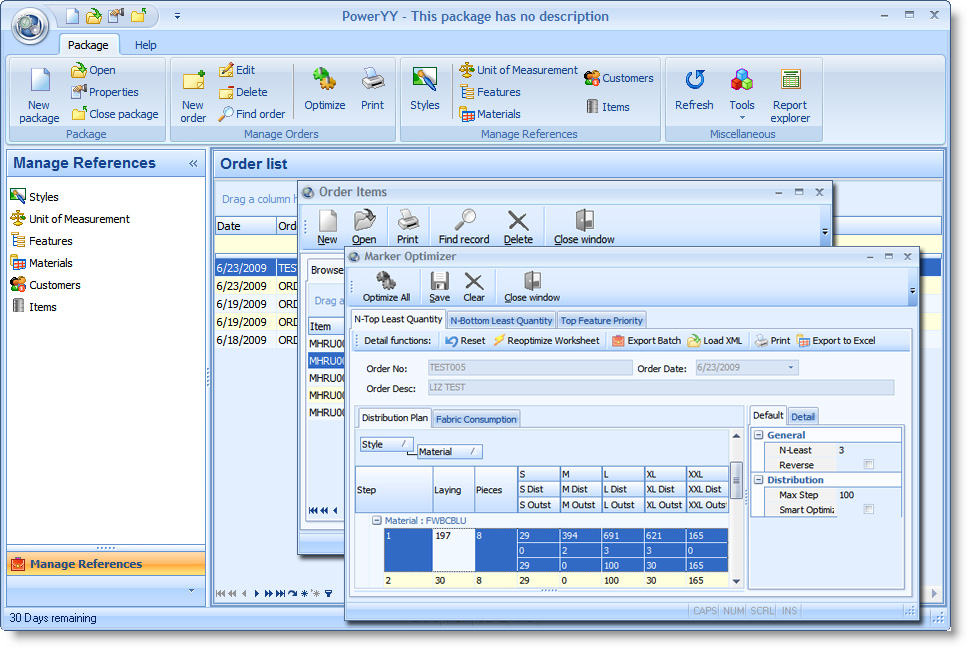 PowerYY - This package has no description
Package Help
New package
Open
Properties
Close package
Package
New order
Edit
Delete
Find order
Optimize
Print
Manage Orders
Styles
Unit of Measurement
Features
Materials
Customers
Items
Manage References
Refresh
Tools
Report explorer
Miscellaneous
Manage References «
Styles
Unit of Measurement
Features
Materials
Customers
Items
Manage References
30 Days remaining
Order list
Drag a column
Date Ord
6/23/2009 TES
6/23/2009 ORD
6/19/2009 ORD
6/19/2009 ORD
6/18/2009 ORD
Order Items
New Open Print Find record Delete Close window
Browse
Drag a
Item
MHRU00
MHRU00
MHRU00
MHRU00
MHRU00
Marker Optimizer
Optimize All Save Clear Close window
N-Top Least Quantity N-Bottom Least Quantity Top Feature Priority
Detail functions: Reset Reoptimize Worksheet Export Batch Load XML Print Export to Excel
Order No: TEST005 Order Date: 6/23/2009
Order Desc: LIZ TEST
Distribution Plan Fabric Consumption
Style /
Material /
Step Laying Pieces
S M L XL XXL
S Dist M Dist L Dist XL Dist XXL Dist
S Outst M Outst L Outst XL Outst XXL Outst
Material : FWBCBLU
1 197 8 29 394 691 621 165
0 2 3 3 0
29 0 100 30 165
2 30 8 29 0 100 30 165
Default Detail
General
N-Least 3
Reverse
Distribution
Max Step 100
Smart Optimiz
CAPS NUM SCRL INS